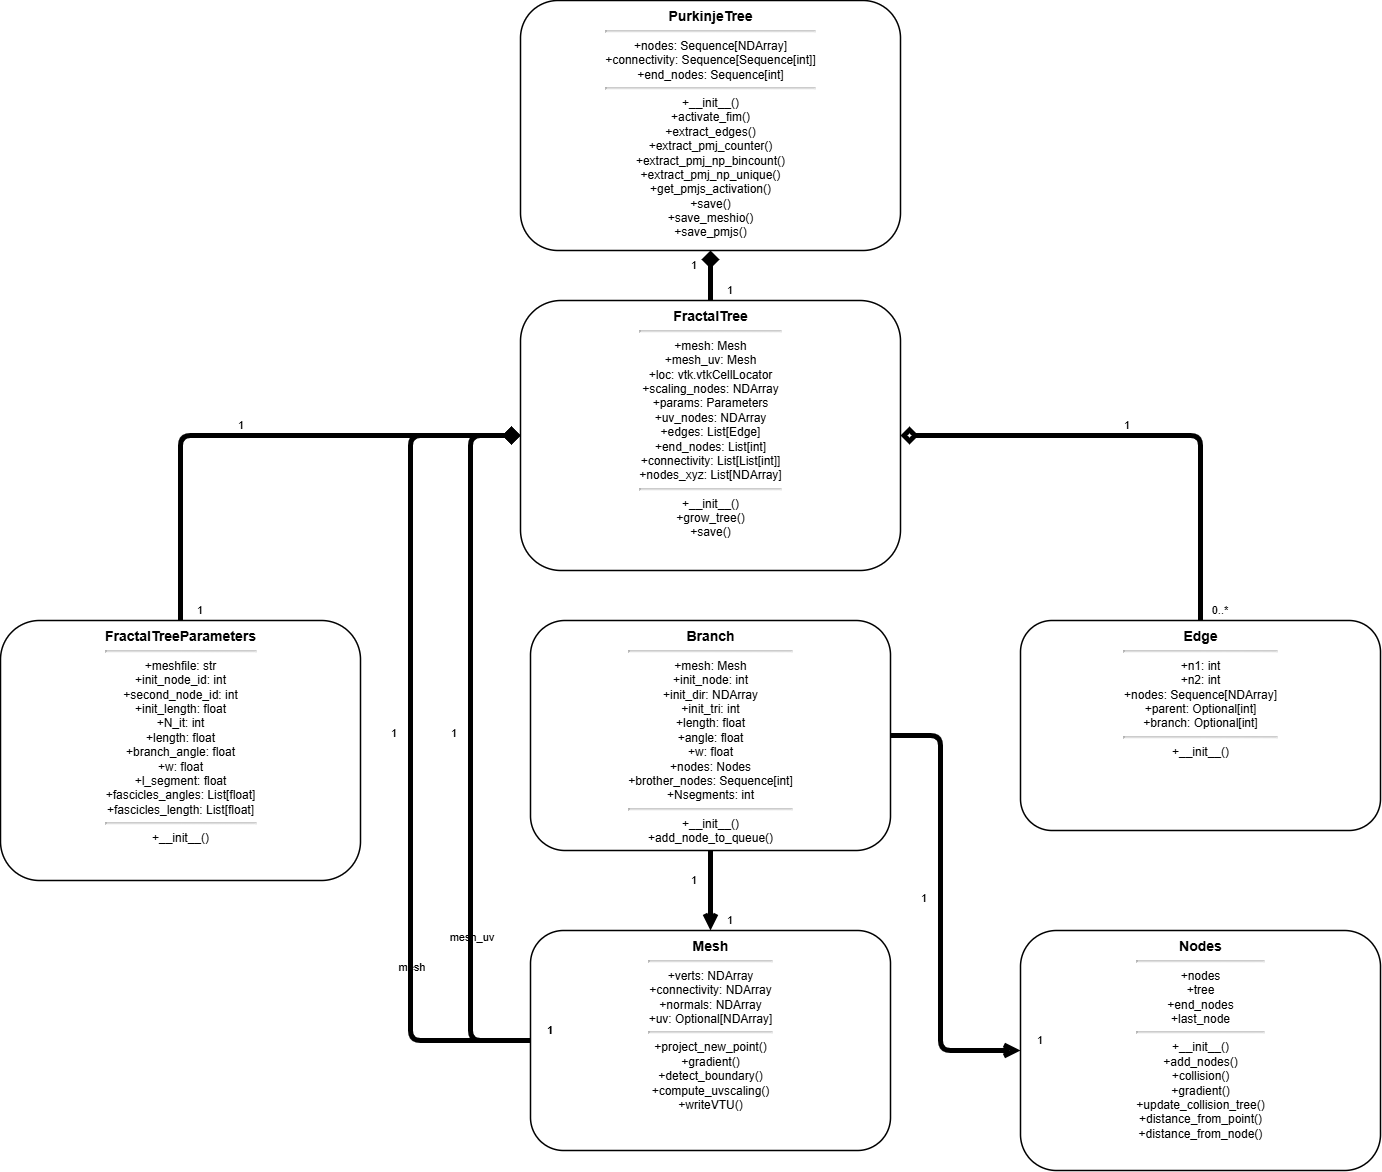 PurkinjeTree
+nodes: Sequence[NDArray]
+connectivity: Sequence[Sequence[int]]
+end_nodes: Sequence[int]
+__init__()
+activate_fim()
+extract_edges()
+extract_pmj_counter()
+extract_pmj_np_bincount()
+extract_pmj_np_unique()
+get_pmjs_activation()
+save()
+save_meshio()
+save_pmjs()
1
1
FractalTree
+mesh: Mesh
+mesh_uv: Mesh
+loc: vtk.vtkCellLocator
+scaling_nodes: NDArray
+params: Parameters
+uv_nodes: NDArray
+edges: List[Edge]
+end_nodes: List[int]
+connectivity: List[List[int]]
+nodes_xyz: List[NDArray]
+__init__()
+grow_tree()
+save()
1
1
1
0..*
FractalTreeParameters
+meshfile: str
+init_node_id: int
+second_node_id: int
+init_length: float
+N_it: int
+length: float
+branch_angle: float
+w: float
+l_segment: float
+fascicles_angles: List[float]
+fascicles_length: List[float]
+__init__()
1
1
mesh_uv
mesh
Branch
+mesh: Mesh
+init_node: int
+init_dir: NDArray
+init_tri: int
+length: float
+angle: float
+w: float
+nodes: Nodes
+brother_nodes: Sequence[int]
+Nsegments: int
+__init__()
+add_node_to_queue()
Edge
+n1: int
+n2: int
+nodes: Sequence[NDArray]
+parent: Optional[int]
+branch: Optional[int]
+__init__()
1
1
1
Mesh
+verts: NDArray
+connectivity: NDArray
+normals: NDArray
+uv: Optional[NDArray]
+project_new_point()
+gradient()
+detect_boundary()
+compute_uvscaling()
+writeVTU()
1
Nodes
+nodes
+tree
+end_nodes
+last_node
+__init__()
+add_nodes()
+collision()
+gradient()
+update_collision_tree()
+distance_from_point()
+distance_from_node()
1